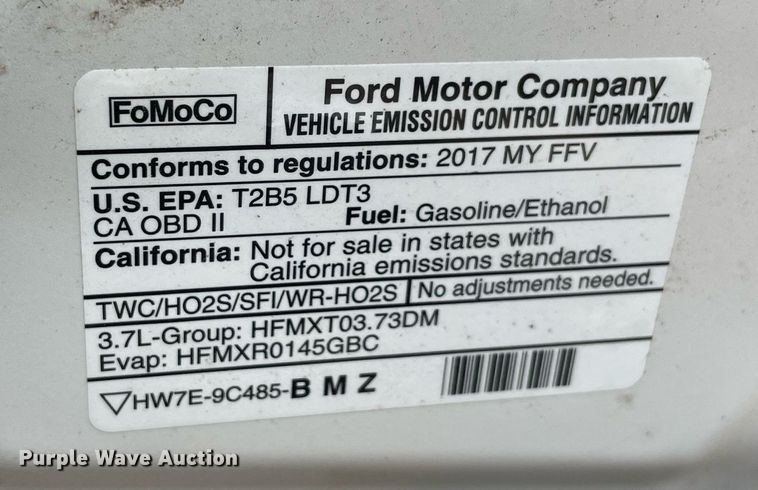 FoMoCo
Ford Motor Company
VEHICLE EMISSION CONTROL INFORMATION
Conforms to regulations: 2017 MY FFV
U.S. EPA: T2B5 LDT3
CA OBD II
Fuel: Gasoline/Ethanol
California: Not for sale in states with
California emissions standards.
TWC/HO2S/SFI/WR-HO2S
No adjustments needed.
3.7L-Group: HFMXT03.73DM
Evap: HFMXR0145GBC
HW7E-9C485-B M Z
Purple Wave Auction